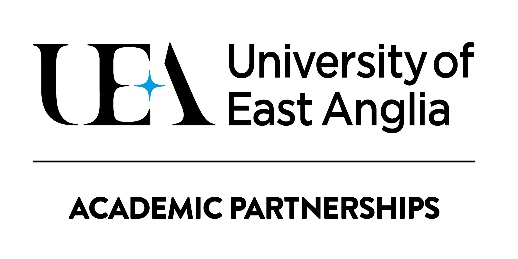 UEA University of
East Anglia
ACADEMIC PARTNERSHIPS